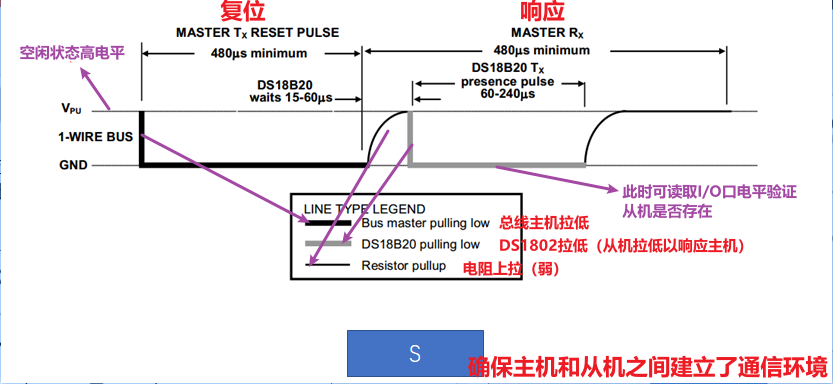 复位
响应
MASTER TX RESET PULSE
MASTER RX
480μs minimum
480μs minimum
空闲状态高电平
DS18B20
waits 15-60μs
DS18B20 TX
presence pulse
60-240μs
VPU
1-WIRE BUS
GND
此时可读取I/O口电平验证
从机是否存在
LINE TYPE LEGEND
Bus master pulling low 总线主机拉低
DS18B20 pulling low DS1802拉低（从机拉低以响应主机）
Resistor pullup 电阻上拉（弱）
S
确保主机和从机之间建立了通信环境